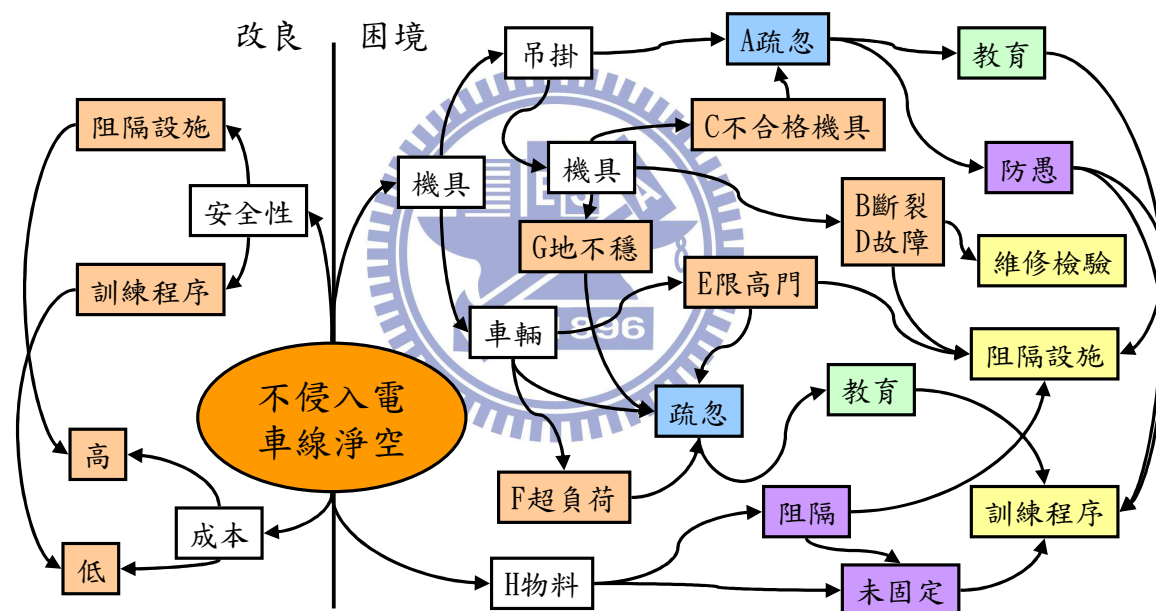 改良
困境
阻隔設施
安全性
訓練程序
不侵入電
車線淨空
高
成本
低
機具
吊掛
機具
G地不穩
車輛
F超負荷
H物料
A疏忽
C不合格機具
B斷裂
D故障
E限高門
疏忽
教育
阻隔
未固定
教育
防愚
維修檢驗
阻隔設施
訓練程序
1896